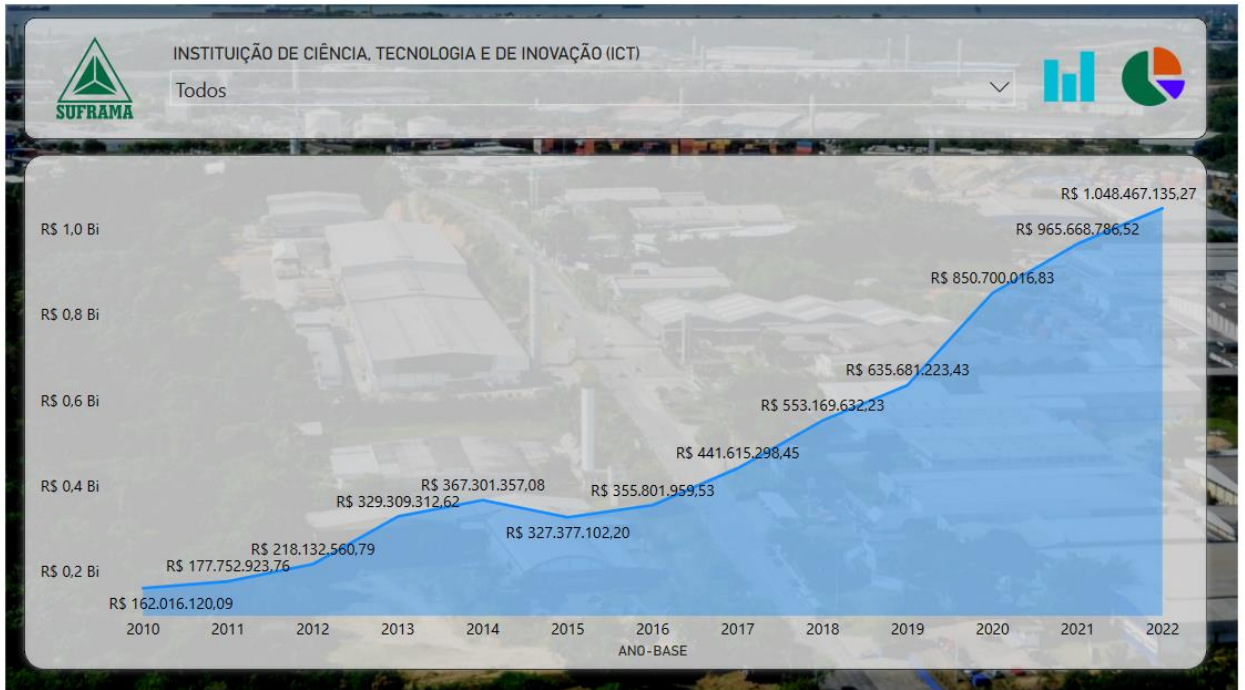 INSTITUIÇÃO DE CIÊNCIA, TECNOLOGIA E DE INOVAÇÃO (ICT)
Todos
SUFRAMA
R$ 1.048.467.135,27
R$ 1,0 Bi
R$ 965.668.786,52
R$ 850.700.016,83
R$ 0,8 Bi
R$ 635.681.223,43
R$ 0,6 Bi
R$ 553.169.632,23
R$ 441.615.298,45
R$ 0,4 Bi
R$ 367.301.357,08
R$ 355.801.959,53
R$ 329.309.312,62
R$ 327.377.102,20
R$ 218.132.560,79
R$ 0,2 Bi
R$ 177.752.923,76
R$ 162.016.120,09
2010 2011 2012 2013 2014 2015 2016 2017 2018 2019 2020 2021 2022
ANO-BASE